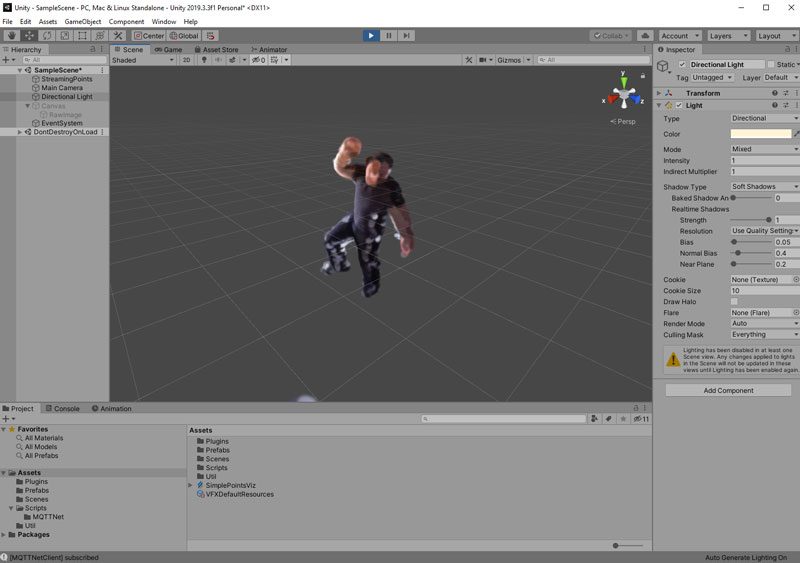 Unity - SampleScene - PC, Mac & Linux Standalone - Unity 2019.3.3f1 Personal* <DX11>
File Edit Assets GameObject Component Window Help
Center Global Collab Account Layers Layout
Hierarchy
All
SampleScene*
StreamingPoints
Main Camera
Directional Light
Canvas
RawImage
EventSystem
DontDestroyOnLoad
Scene Game Asset Store Animator
Shaded 2D 0 Gizmos All
y
x z
Persp
Inspector
Directional Light Static
Tag Untagged Layer Default
Transform
Light
Type Directional
Color
Mode Mixed
Intensity 1
Indirect Multiplier 1
Shadow Type Soft Shadows
Baked Shadow An 0
Realtime Shadows
Strength 1
Resolution Use Quality Setting
Bias 0.05
Normal Bias 0.4
Near Plane 0.2
Cookie None (Texture)
Cookie Size 10
Draw Halo
Flare None (Flare)
Render Mode Auto
Culling Mask Everything
Lighting has been disabled in at least one
Scene view. Any changes applied to lights
in the Scene will not be updated in these
views until Lighting has been enabled again.
Add Component
Project Console Animation
11
Favorites
All Materials
All Models
All Prefabs
Assets
Plugins
Prefabs
Scenes
Scripts
MQTTNet
Util
Packages
Assets
Plugins
Prefabs
Scenes
Scripts
Util
SimplePointsViz
VFXDefaultResources
[MQTTNetClient] subscribed
Auto Generate Lighting On